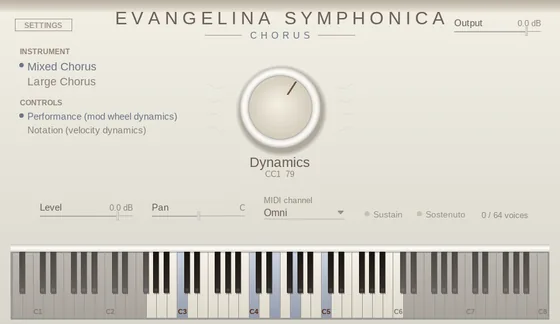 EVANGELINA SYMPHONICA
CHORUS
SETTINGS
Output 0.0 dB
INSTRUMENT
Mixed Chorus
Large Chorus
CONTROLS
Performance (mod wheel dynamics)
Notation (velocity dynamics)
Dynamics
CC1 79
Level 0.0 dB
Pan C
MIDI channel
Omni
Sustain
Sostenuto
0 / 64 voices
C1 C2 C3 C4 C5 C6 C7 C8